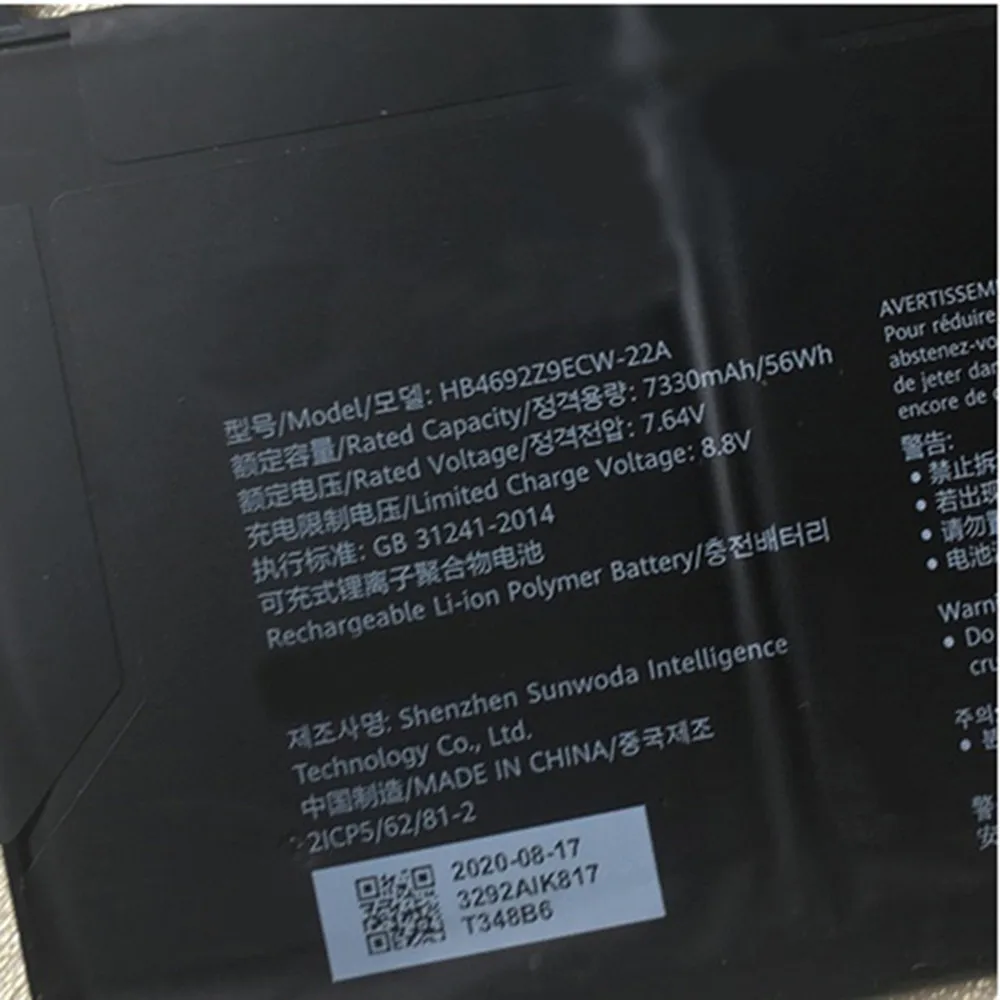 型号/Model/모델: HB4692Z9ECW-22A
额定容量/Rated Capacity/정격용량: 7330mAh/56Wh
额定电压/Rated Voltage/정격전압: 7.64V
充电限制电压/Limited Charge Voltage: 8.8V
执行标准: GB 31241-2014
可充式锂离子聚合物电池
Rechargeable Li-ion Polymer Battery/충전배터리
제조사명: Shenzhen Sunwoda Intelligence
Technology Co., Ltd.
中国制造/MADE IN CHINA/중국제조
2ICP5/62/81-2
2020-08-17
3292AIK817
T348B6
AVERTISSEM
Pour réduire
abstenez-vo
de jeter dan
encore de
警告:
• 禁止拆
• 若出现
• 请勿
• 电池
Warn
• Do
cru
주의
•
警
安